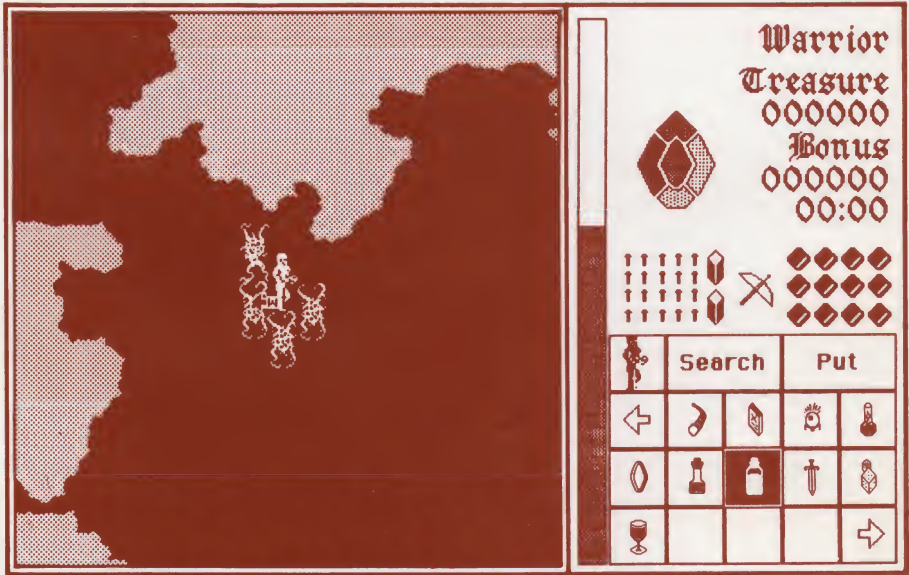 Warrior
Treasure
000000
Bonus
000000
00:00
Search
Put